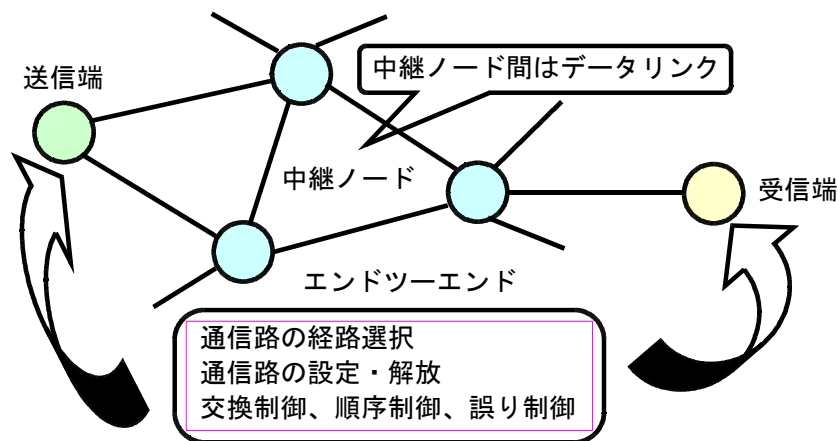 中継ノード間はデータリンク
送信端
中継ノード
受信端
エンドツーエンド
通信路の経路選択
通信路の設定・解放
交換制御、順序制御、誤り制御